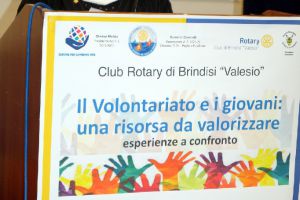 Rotary
Club Rotary di Brindisi "Valesio"
Il Volontariato e i giovani:
una risorsa da valorizzare
esperienze a confronto